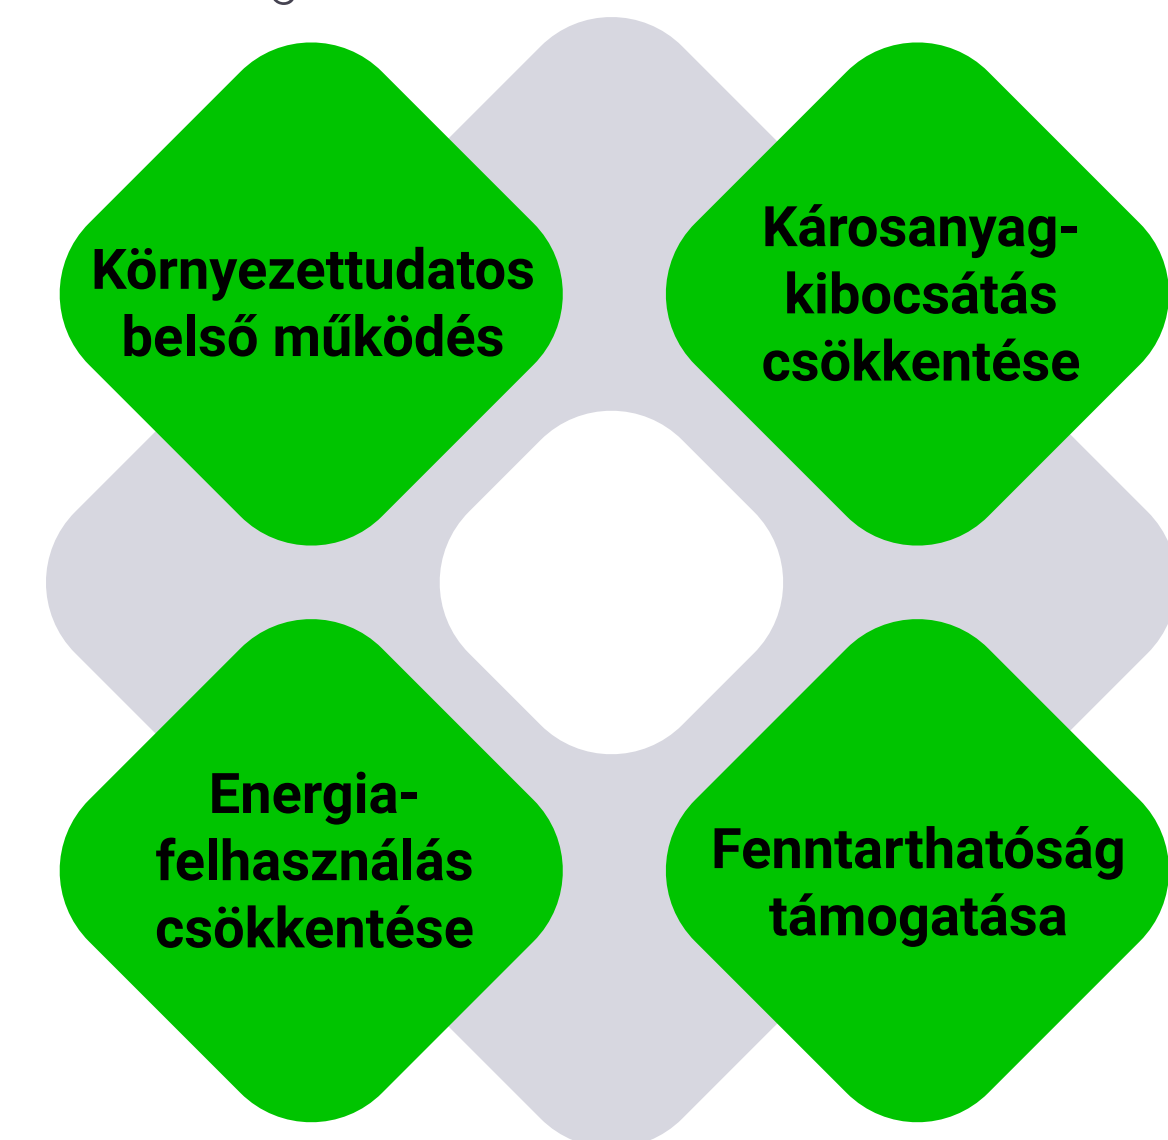 Környezettudatos
belső működés
Károsanyag-
kibocsátás
csökkentése
Energia-
felhasználás
csökkentése
Fenntarthatóság
támogatása